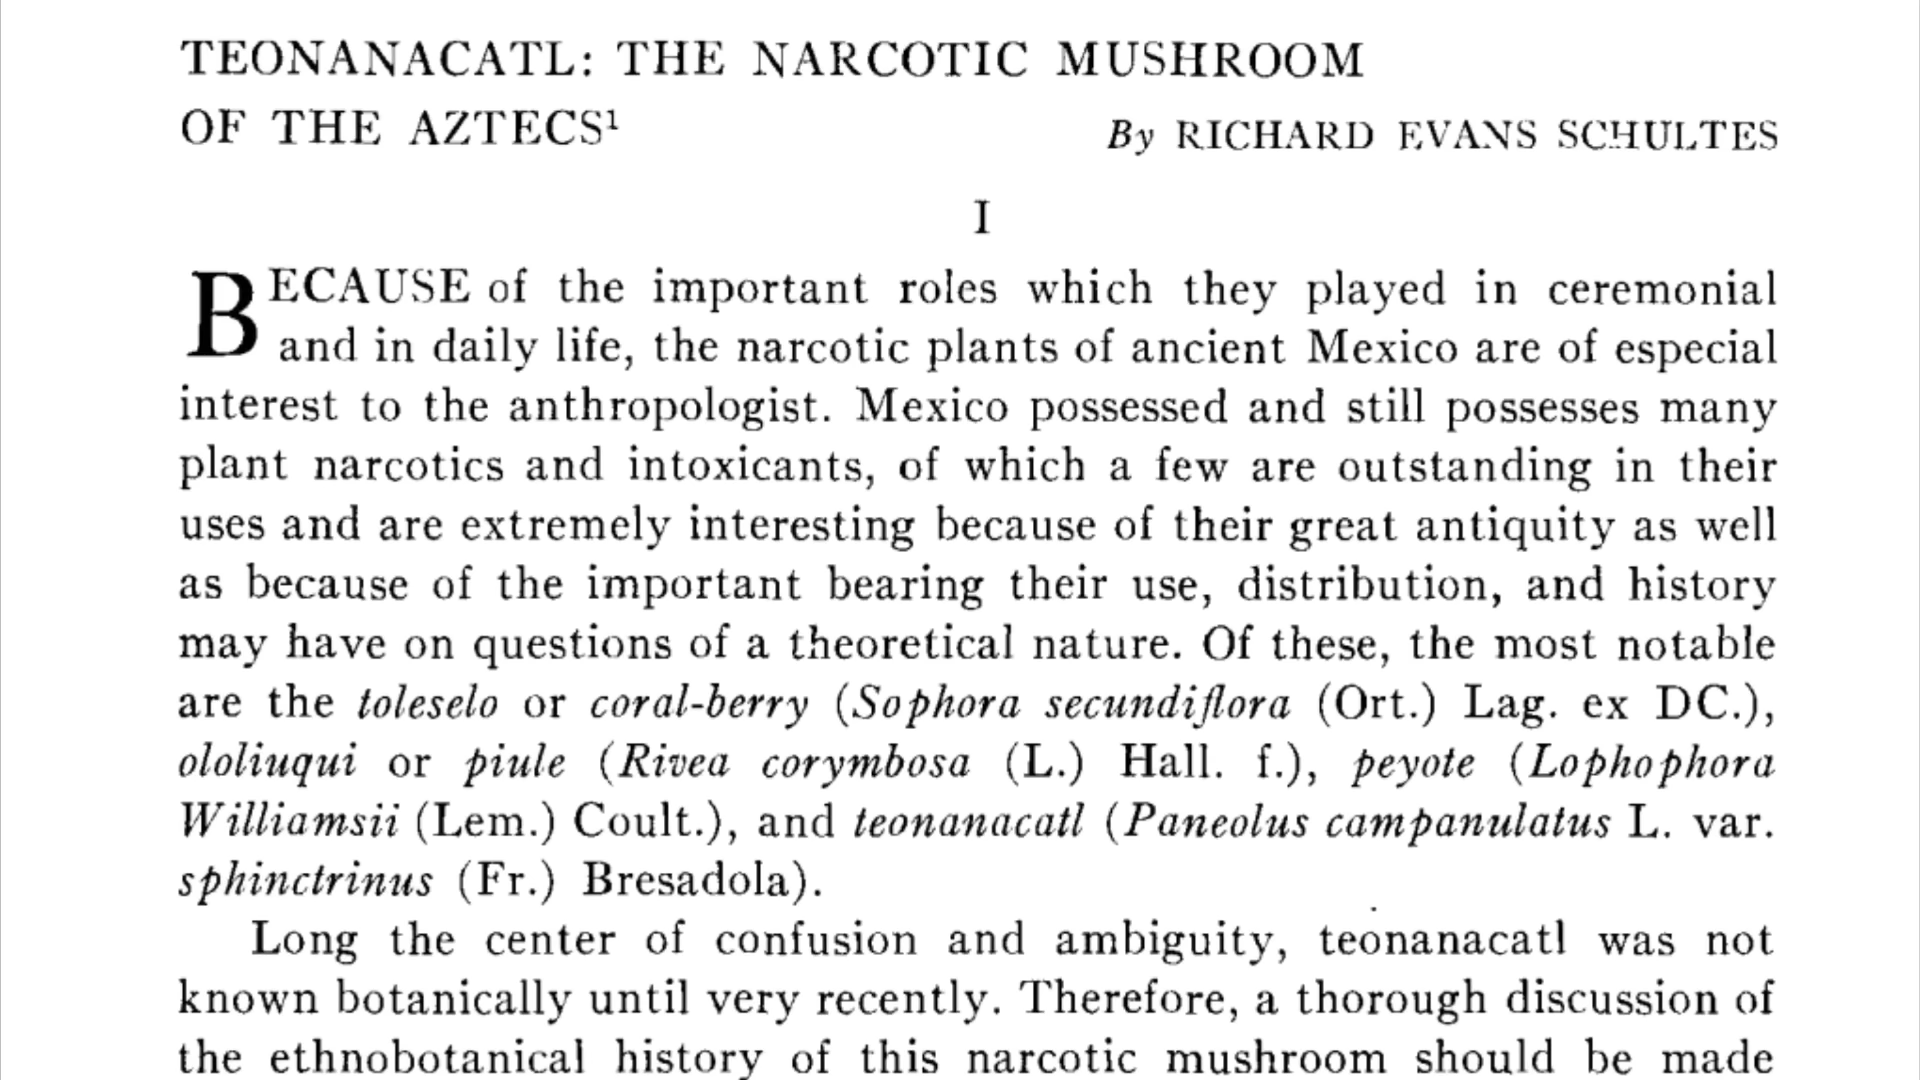 TEONANACATL: THE NARCOTIC MUSHROOM
OF THE AZTECS¹ By RICHARD EVANS SCHULTES
I
BECAUSE of the important roles which they played in ceremonial
and in daily life, the narcotic plants of ancient Mexico are of especial
interest to the anthropologist. Mexico possessed and still possesses many
plant narcotics and intoxicants, of which a few are outstanding in their
uses and are extremely interesting because of their great antiquity as well
as because of the important bearing their use, distribution, and history
may have on questions of a theoretical nature. Of these, the most notable
are the toleselo or coral-berry (Sophora secundiflora (Ort.) Lag. ex DC.),
ololiuqui or piule (Rivea corymbosa (L.) Hall. f.), peyote (Lophophora
Williamsii (Lem.) Coult.), and teonanacatl (Paneolus campanulatus L. var.
sphinctrinus (Fr.) Bresadola).
Long the center of confusion and ambiguity, teonanacatl was not
known botanically until very recently. Therefore, a thorough discussion of
the ethnobotanical history of this narcotic mushroom should be made